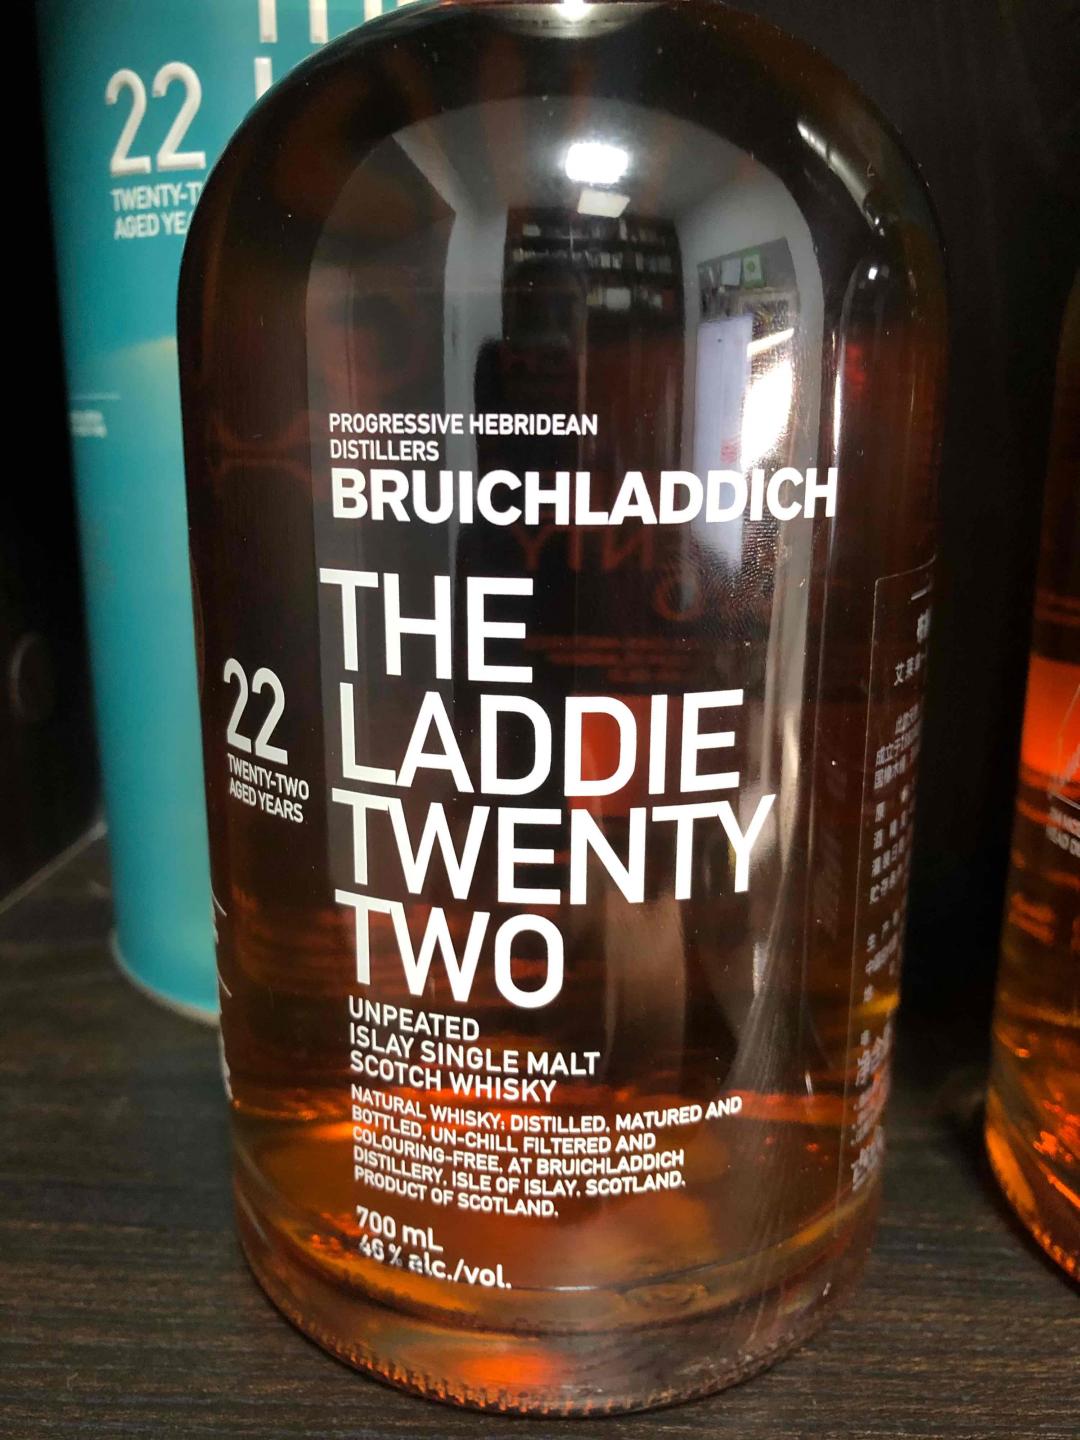 22
TWENTY-T
AGED YEA
PROGRESSIVE HEBRIDEAN
DISTILLERS
BRUICHLADDICH
THE
LADDIE
TWENTY
TWO
22
TWENTY-TWO
AGED YEARS
UNPEATED
ISLAY SINGLE MALT
SCOTCH WHISKY
NATURAL WHISKY: DISTILLED, MATURED AND
BOTTLED, UN-CHILL FILTERED AND
COLOURING-FREE, AT BRUICHLADDICH
DISTILLERY, ISLE OF ISLAY, SCOTLAND.
PRODUCT OF SCOTLAND.
700 mL
46 % alc./vol.